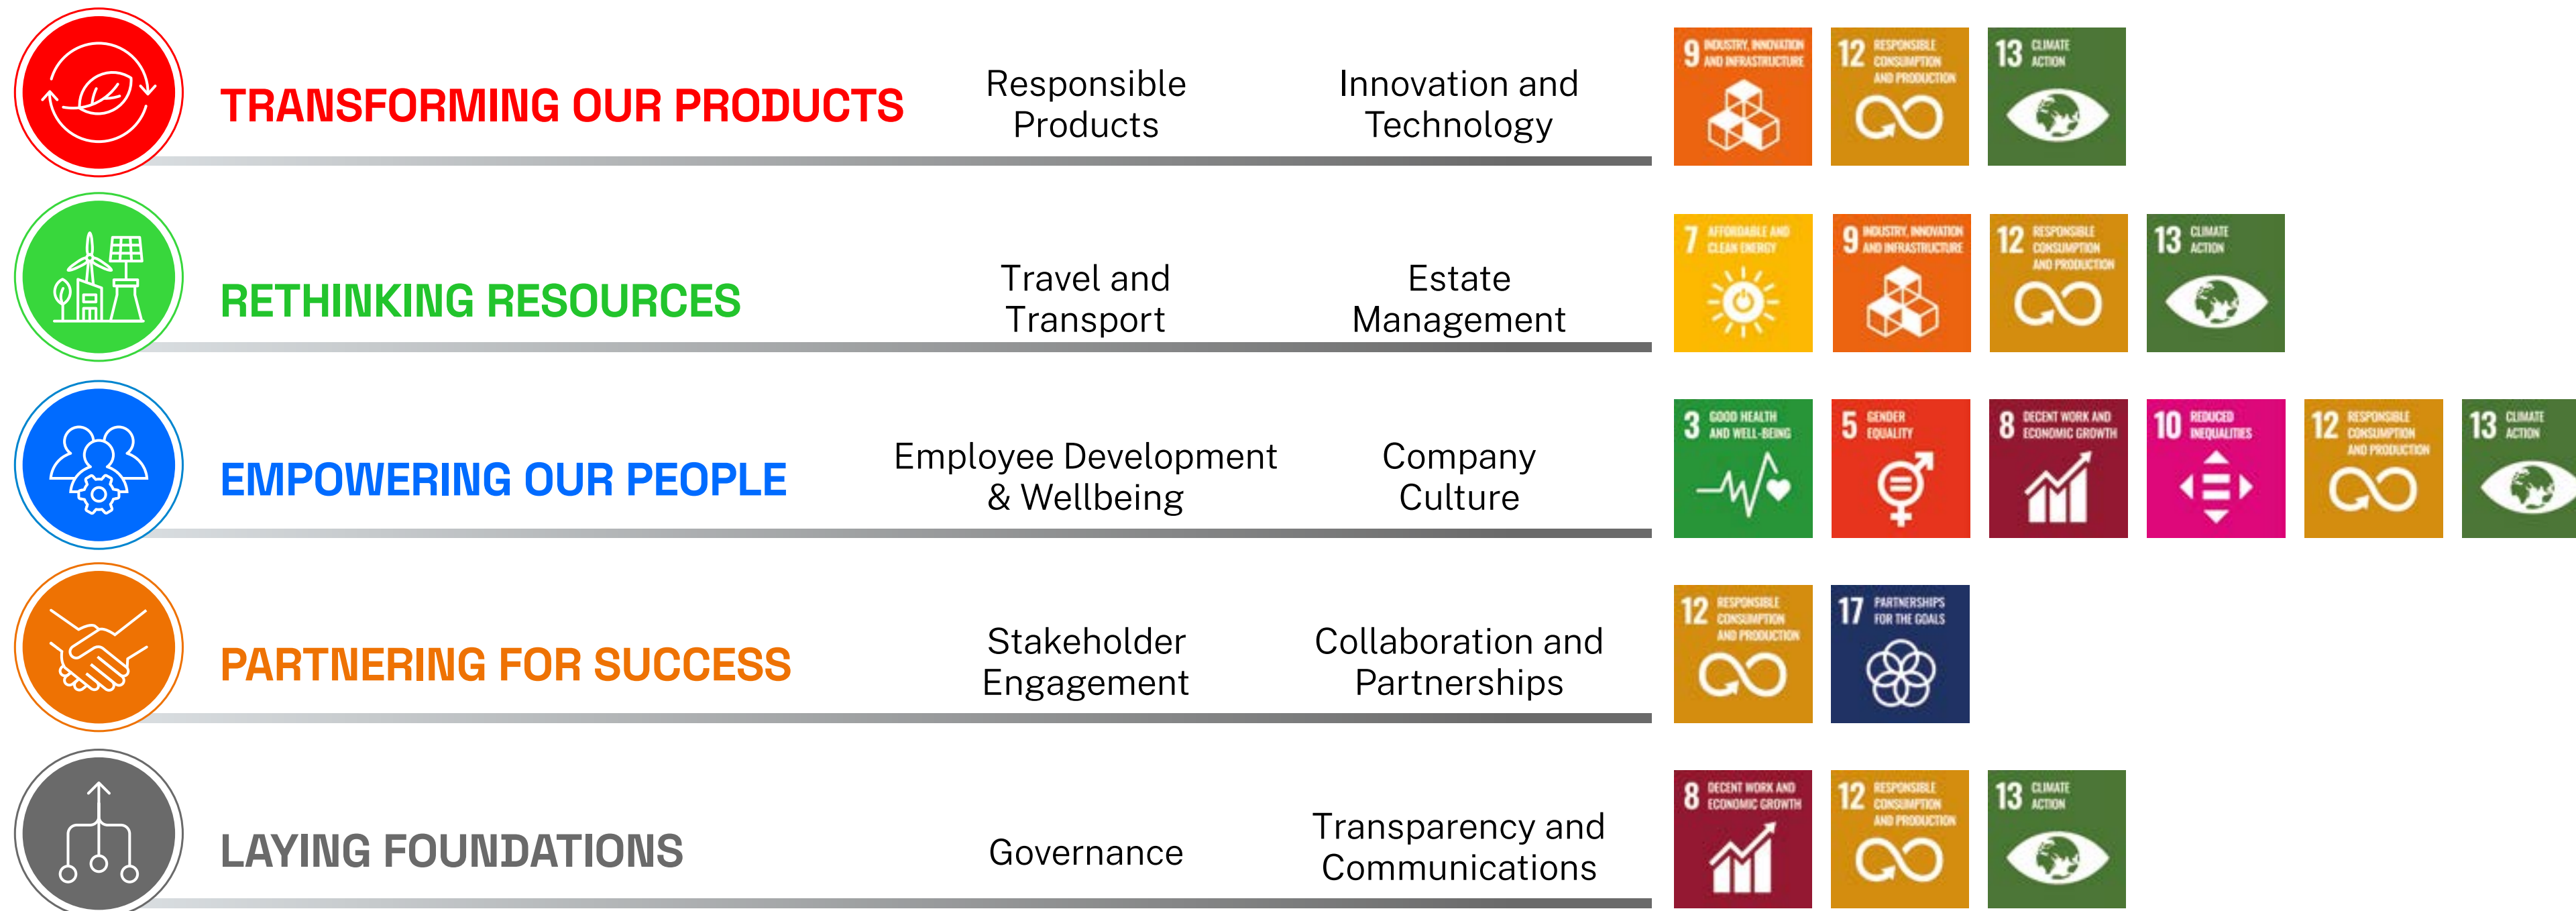 TRANSFORMING OUR PRODUCTS
Responsible
Products
Innovation and
Technology
9 INDUSTRY, INNOVATION
AND INFRASTRUCTURE
12 RESPONSIBLE
CONSUMPTION
AND PRODUCTION
13 CLIMATE
ACTION
RETHINKING RESOURCES
Travel and
Transport
Estate
Management
7 AFFORDABLE AND
CLEAN ENERGY
9 INDUSTRY, INNOVATION
AND INFRASTRUCTURE
12 RESPONSIBLE
CONSUMPTION
AND PRODUCTION
13 CLIMATE
ACTION
EMPOWERING OUR PEOPLE
Employee Development
& Wellbeing
Company
Culture
3 GOOD HEALTH
AND WELL-BEING
5 GENDER
EQUALITY
8 DECENT WORK AND
ECONOMIC GROWTH
10 REDUCED
INEQUALITIES
12 RESPONSIBLE
CONSUMPTION
AND PRODUCTION
13 CLIMATE
ACTION
PARTNERING FOR SUCCESS
Stakeholder
Engagement
Collaboration and
Partnerships
12 RESPONSIBLE
CONSUMPTION
AND PRODUCTION
17 PARTNERSHIPS
FOR THE GOALS
LAYING FOUNDATIONS
Governance
Transparency and
Communications
8 DECENT WORK AND
ECONOMIC GROWTH
12 RESPONSIBLE
CONSUMPTION
AND PRODUCTION
13 CLIMATE
ACTION